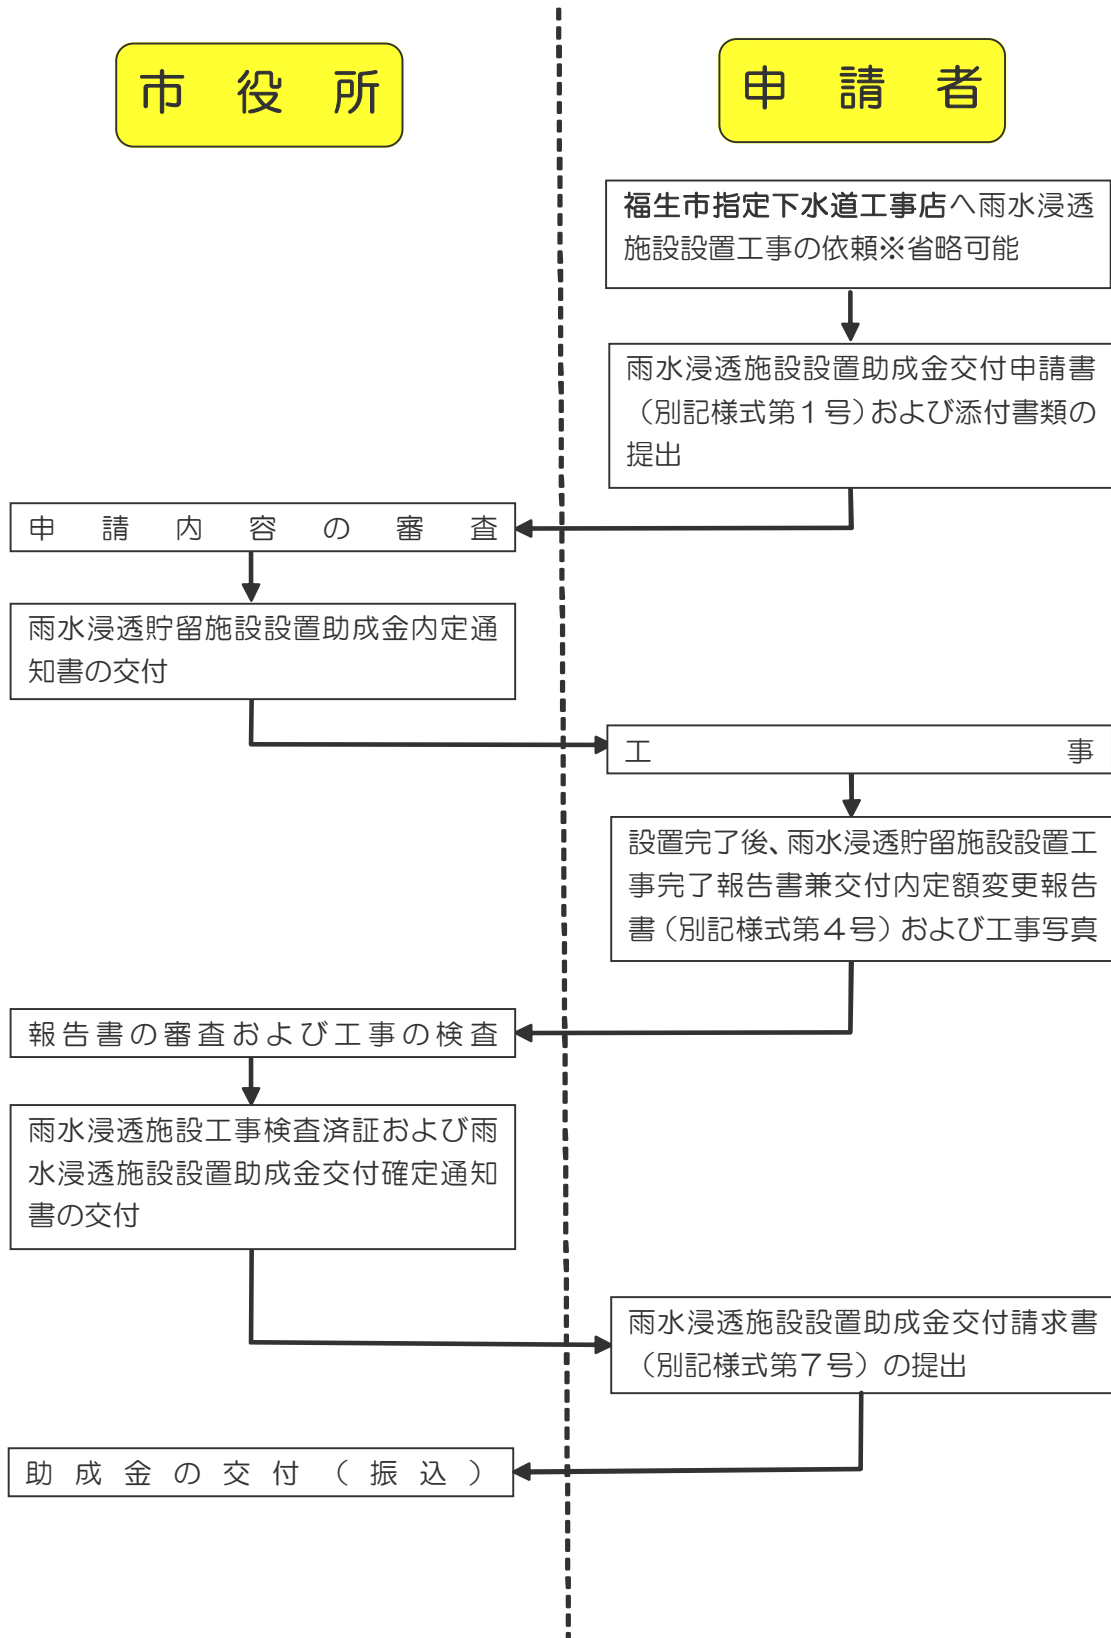 市役所
申請者
福生市指定下水道工事店へ雨水浸透
施設設置工事の依頼※省略可能
雨水浸透施設設置助成金交付申請書
（別記様式第１号）および添付書類の
提出
申請内容の審査
雨水浸透貯留施設設置助成金内定通
知書の交付
工事
設置完了後、雨水浸透貯留施設設置工
事完了報告書兼交付内定額変更報告
書（別記様式第４号）および工事写真
報告書の審査および工事の検査
雨水浸透施設工事検査済証および雨
水浸透施設設置助成金交付確定通知
書の交付
雨水浸透施設設置助成金交付請求書
（別記様式第７号）の提出
助成金の交付（振込）